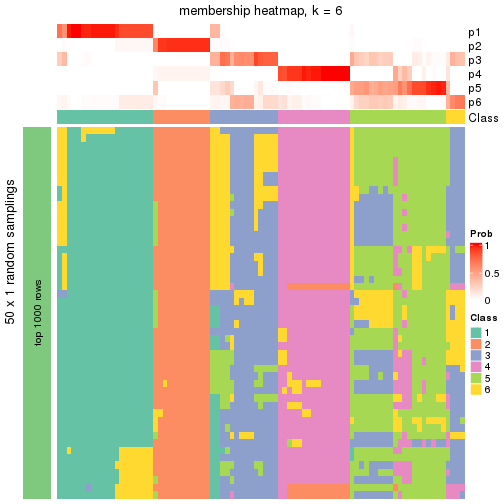 membership heatmap, k = 6
p1
p2
p3
p4
p5
p6
Class
50 x 1 random samplings
top 1000 rows
Prob
1
0.5
0
Class
1
2
3
4
5
6